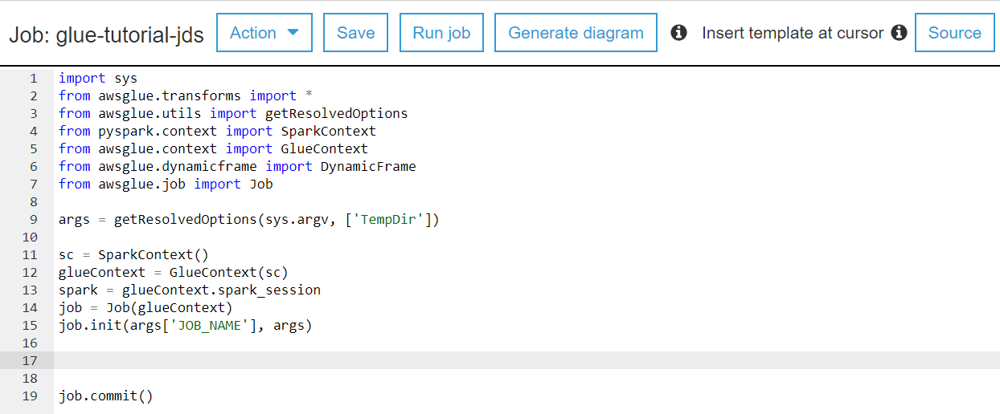 Job: glue-tutorial-jds Action Save Run job Generate diagram Insert template at cursor Source
1 import sys
2 from awsglue.transforms import *
3 from awsglue.utils import getResolvedOptions
4 from pyspark.context import SparkContext
5 from awsglue.context import GlueContext
6 from awsglue.dynamicframe import DynamicFrame
7 from awsglue.job import Job
8
9 args = getResolvedOptions(sys.argv, ['TempDir'])
10
11 sc = SparkContext()
12 glueContext = GlueContext(sc)
13 spark = glueContext.spark_session
14 job = Job(glueContext)
15 job.init(args['JOB_NAME'], args)
16
17
18
19 job.commit()